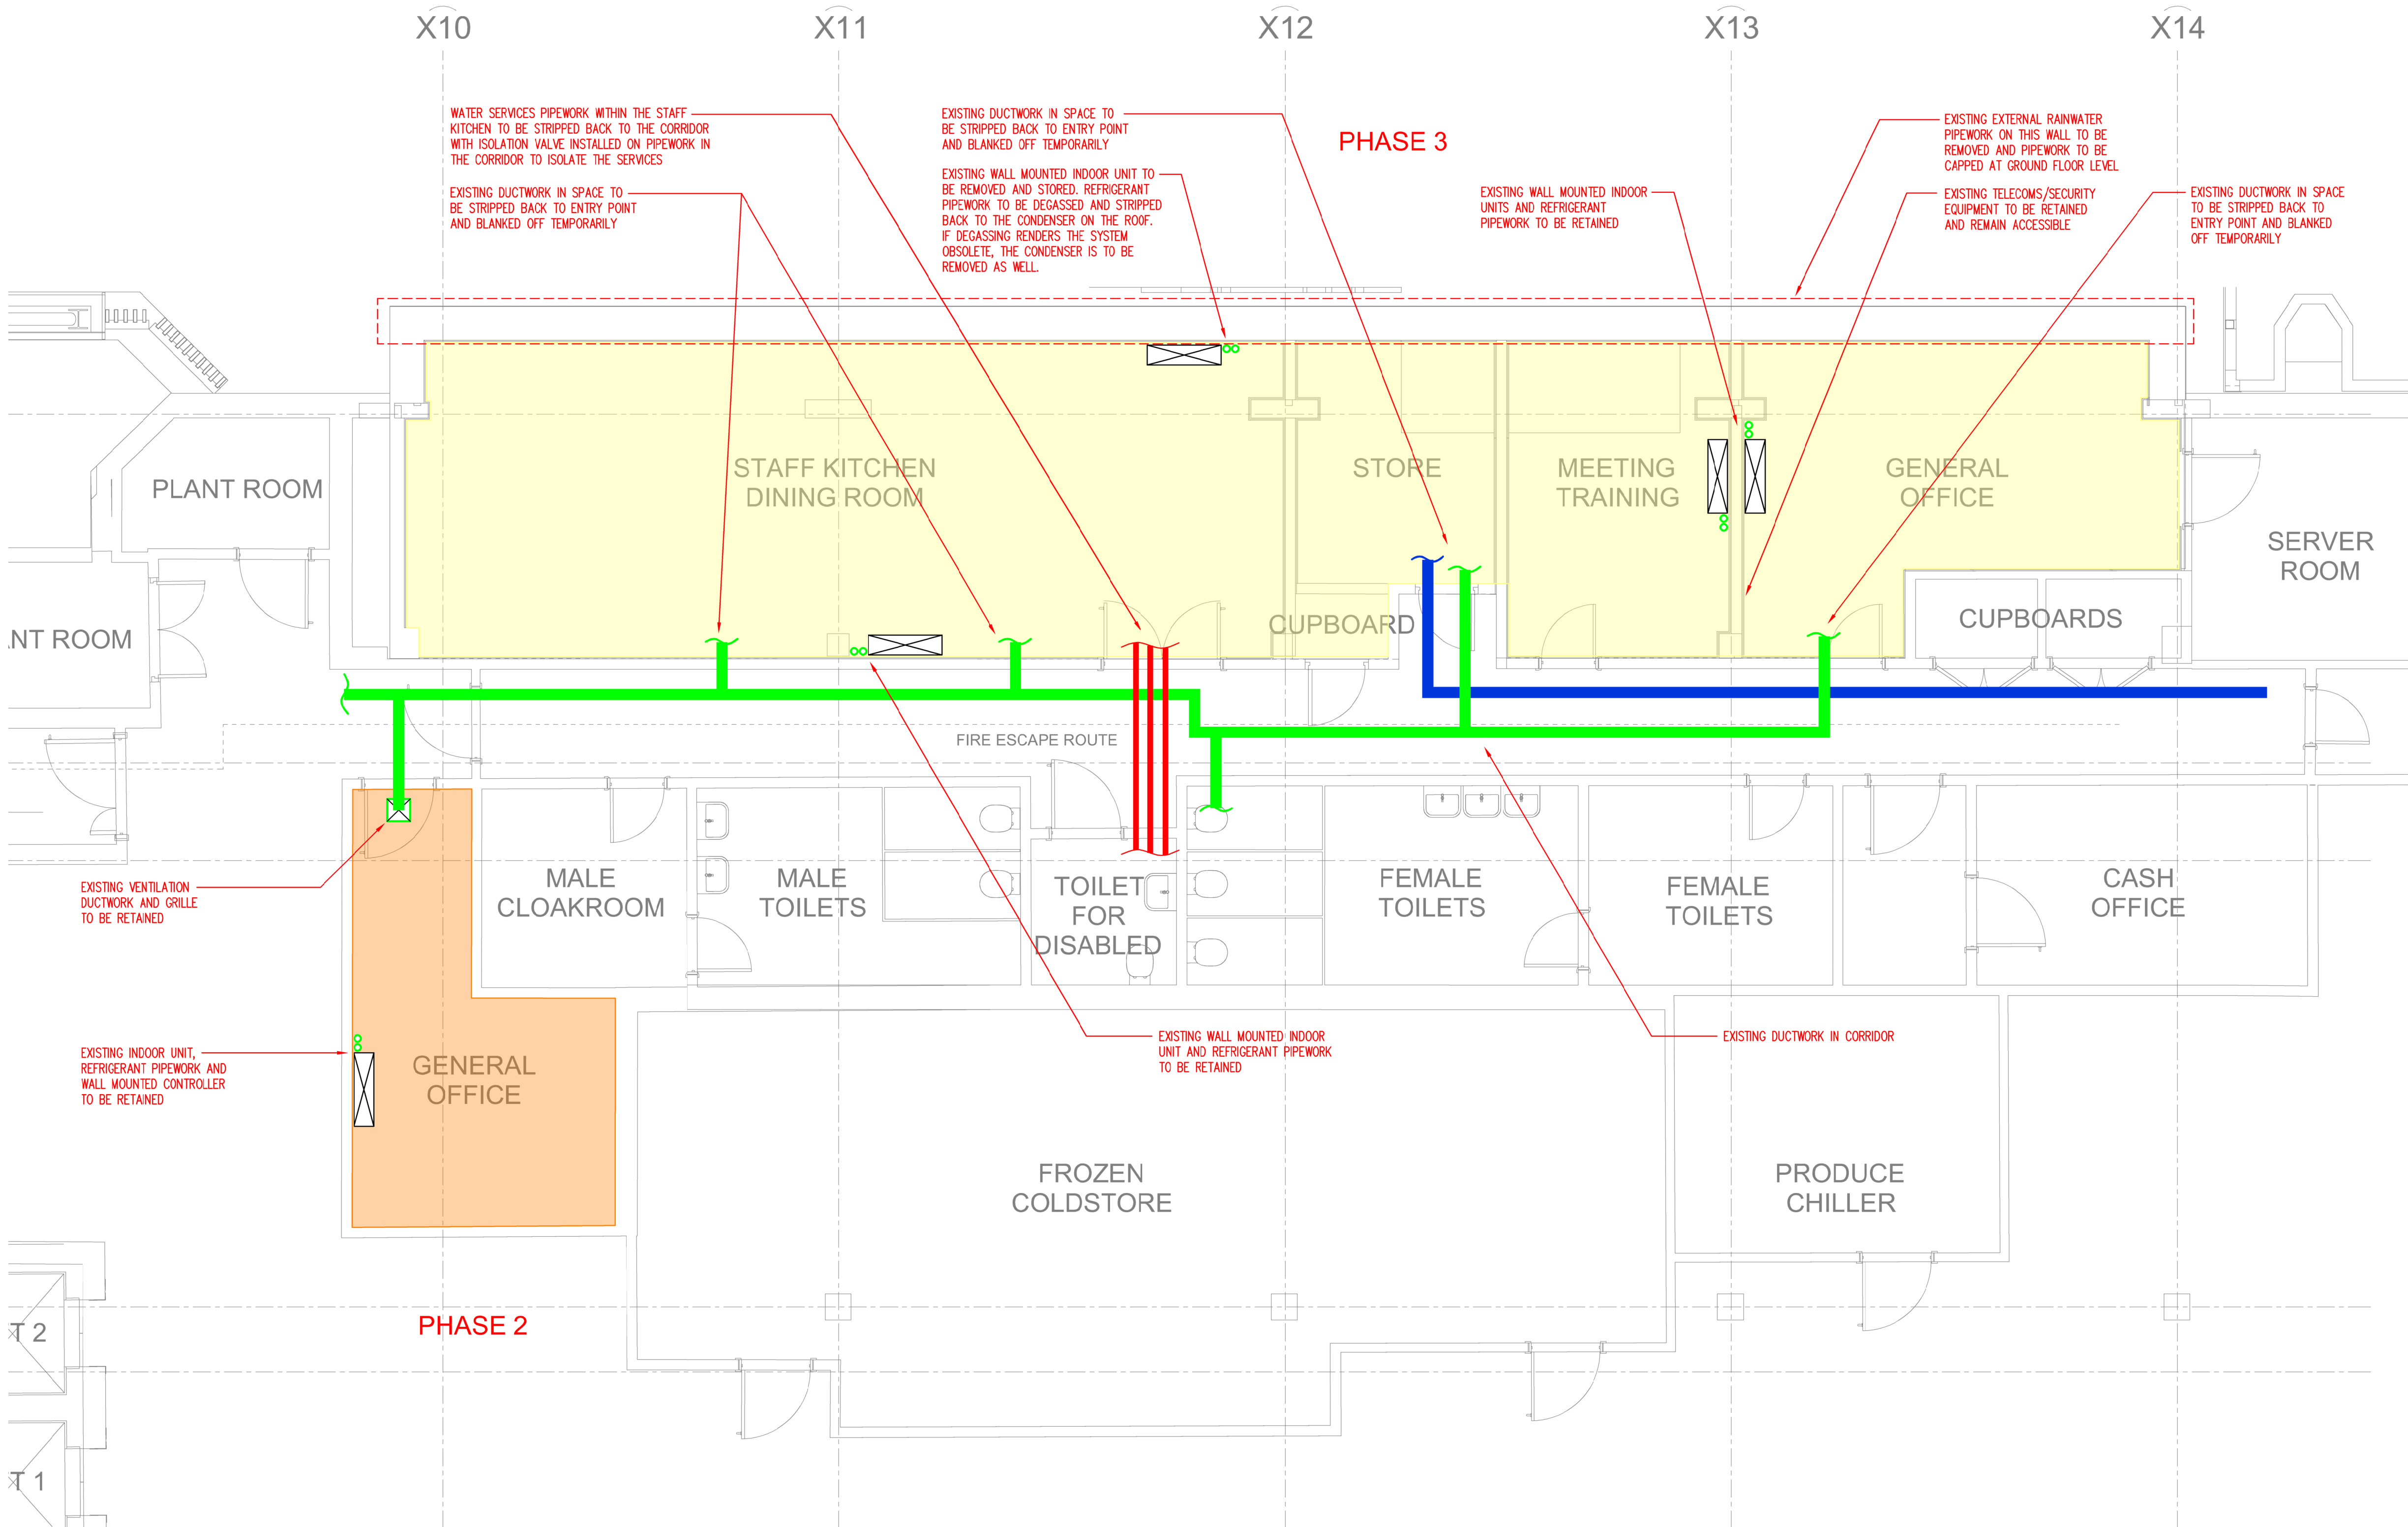 X10
X11
X12
X13
X14
WATER SERVICES PIPEWORK WITHIN THE STAFF
KITCHEN TO BE STRIPPED BACK TO THE CORRIDOR
WITH ISOLATION VALVE INSTALLED ON PIPEWORK IN
THE CORRIDOR TO ISOLATE THE SERVICES
EXISTING DUCTWORK IN SPACE TO
BE STRIPPED BACK TO ENTRY POINT
AND BLANKED OFF TEMPORARILY
EXISTING DUCTWORK IN SPACE TO
BE STRIPPED BACK TO ENTRY POINT
AND BLANKED OFF TEMPORARILY
EXISTING WALL MOUNTED INDOOR UNIT TO
BE REMOVED AND STORED. REFRIGERANT
PIPEWORK TO BE DEGASSED AND STRIPPED
BACK TO THE CONDENSER ON THE ROOF.
IF DEGASSING RENDERS THE SYSTEM
OBSOLETE, THE CONDENSER IS TO BE
REMOVED AS WELL.
PHASE 3
EXISTING WALL MOUNTED INDOOR
UNITS AND REFRIGERANT
PIPEWORK TO BE RETAINED
EXISTING EXTERNAL RAINWATER
PIPEWORK ON THIS WALL TO BE
REMOVED AND PIPEWORK TO BE
CAPPED AT GROUND FLOOR LEVEL
EXISTING TELECOMS/SECURITY
EQUIPMENT TO BE RETAINED
AND REMAIN ACCESSIBLE
EXISTING DUCTWORK IN SPACE
TO BE STRIPPED BACK TO
ENTRY POINT AND BLANKED
OFF TEMPORARILY
PLANT ROOM
STAFF KITCHEN
DINING ROOM
STORE
MEETING
TRAINING
GENERAL
OFFICE
SERVER
ROOM
NT ROOM
CUPBOARD
CUPBOARDS
FIRE ESCAPE ROUTE
EXISTING VENTILATION
DUCTWORK AND GRILLE
TO BE RETAINED
MALE
CLOAKROOM
MALE
TOILETS
TOILET
FOR
DISABLED
FEMALE
TOILETS
FEMALE
TOILETS
CASH
OFFICE
EXISTING INDOOR UNIT,
REFRIGERANT PIPEWORK AND
WALL MOUNTED CONTROLLER
TO BE RETAINED
GENERAL
OFFICE
EXISTING WALL MOUNTED INDOOR
UNIT AND REFRIGERANT PIPEWORK
TO BE RETAINED
EXISTING DUCTWORK IN CORRIDOR
FROZEN
COLDSTORE
PRODUCE
CHILLER
PHASE 2
T 2
T 1